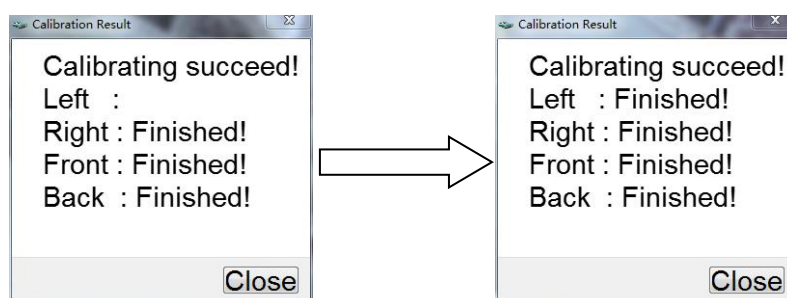 Calibration Result
Calibrating succeed!
Left :
Right : Finished!
Front : Finished!
Back : Finished!
Close
Calibration Result
Calibrating succeed!
Left : Finished!
Right : Finished!
Front : Finished!
Back : Finished!
Close